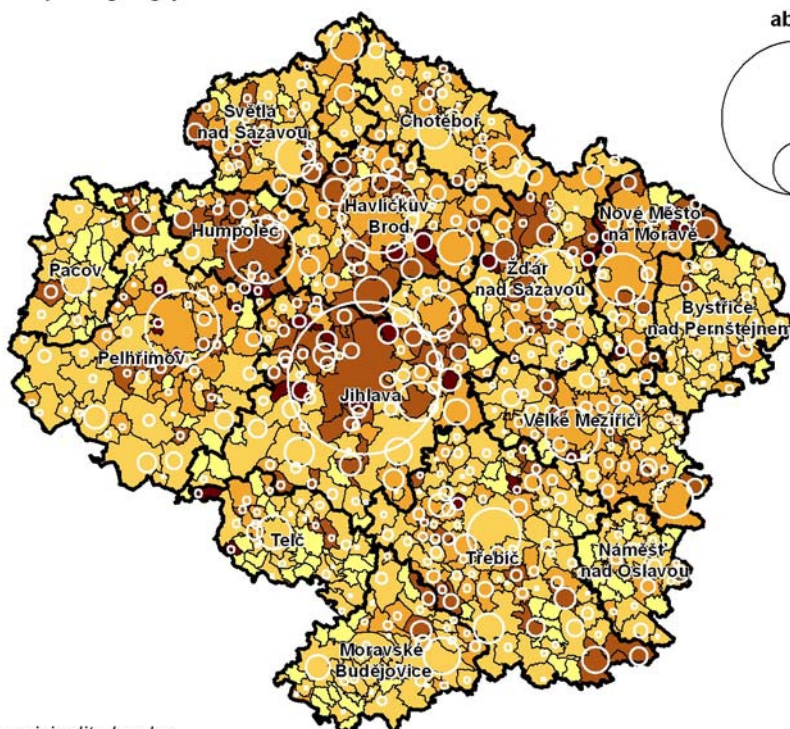 ab
Světlá
nad Sázavou
Chotěboř
Havlíčkův
Brod
Humpolec
Nové Město
na Moravě
Pacov
Žďár
nad Sázavou
Bystřice
nad Pernštejnem
Pelhřimov
Jihlava
Velké Meziříčí
Telč
Třebíč
Náměšť
nad Oslavou
Moravské
Budějovice